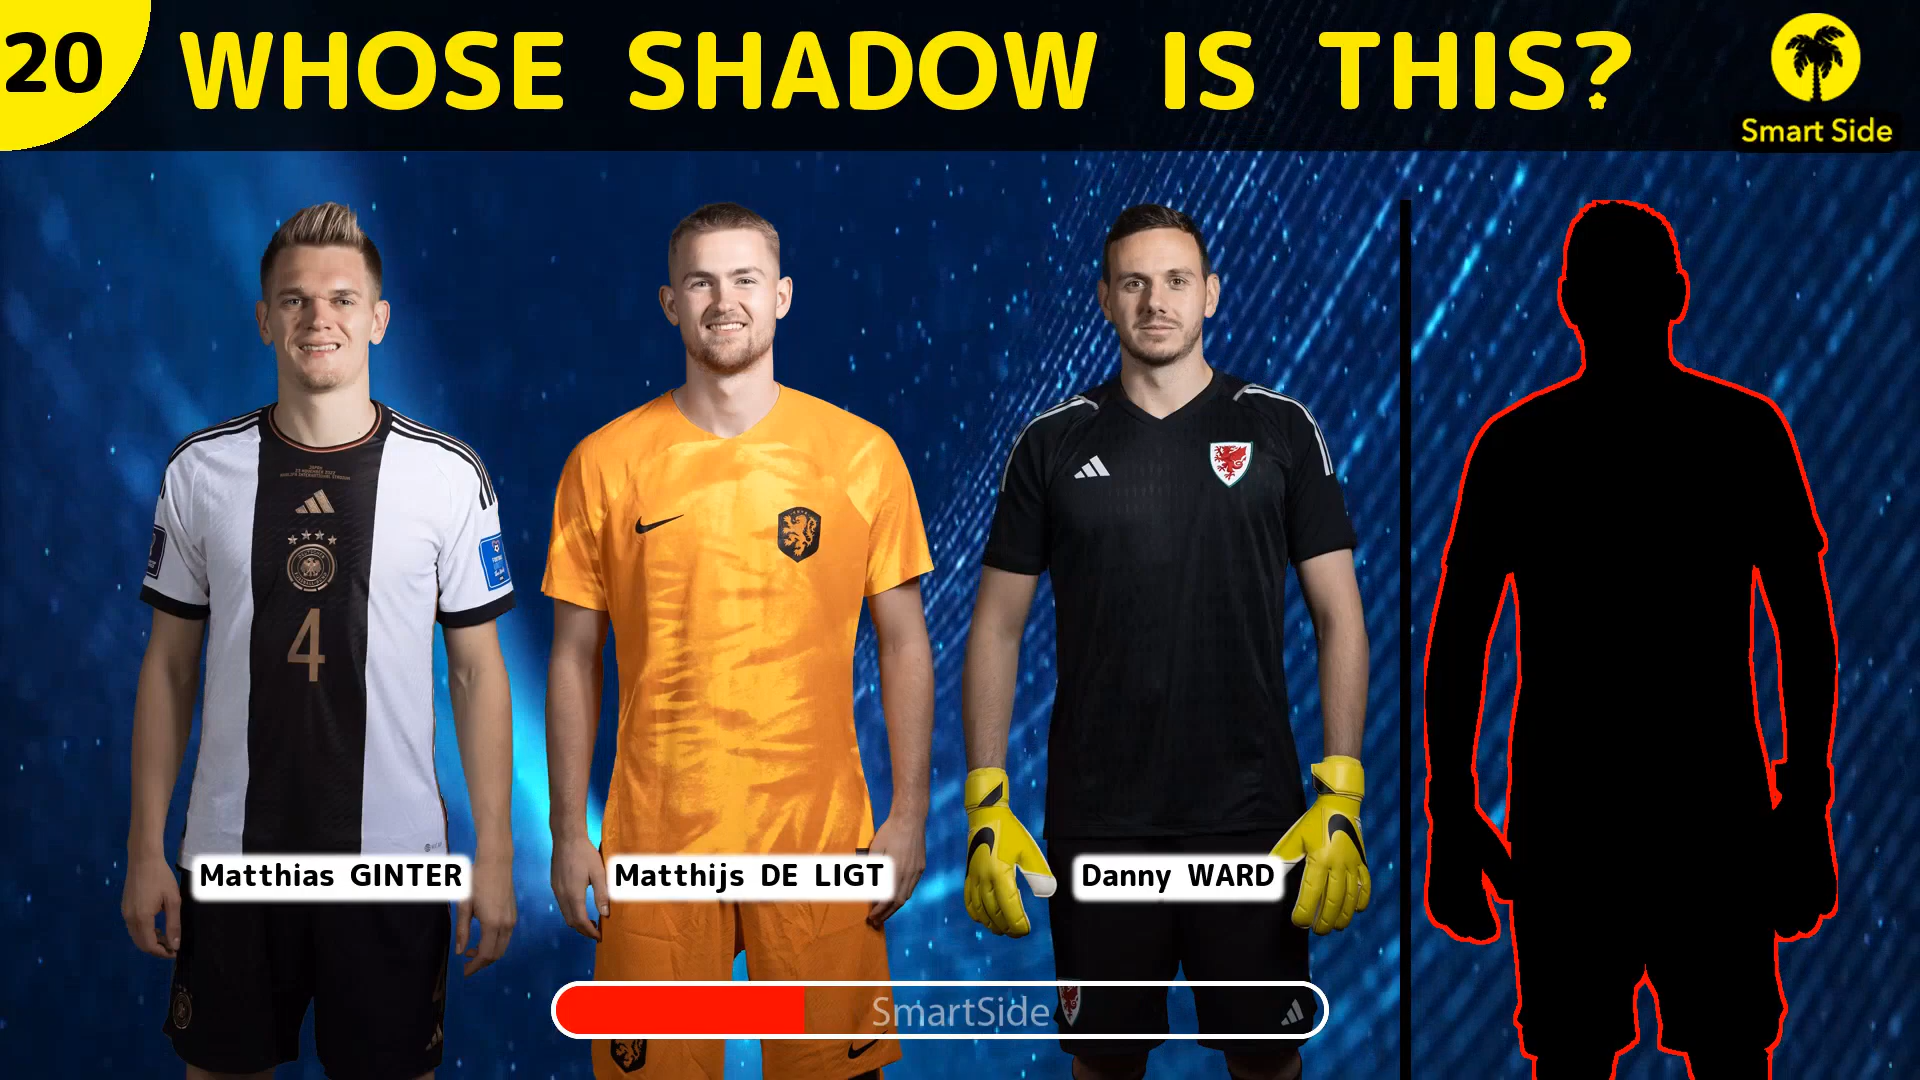 20
WHOSE SHADOW IS THIS?
Smart Side
4
Matthias GINTER
Matthijs DE LIGT
Danny WARD
SmartSide